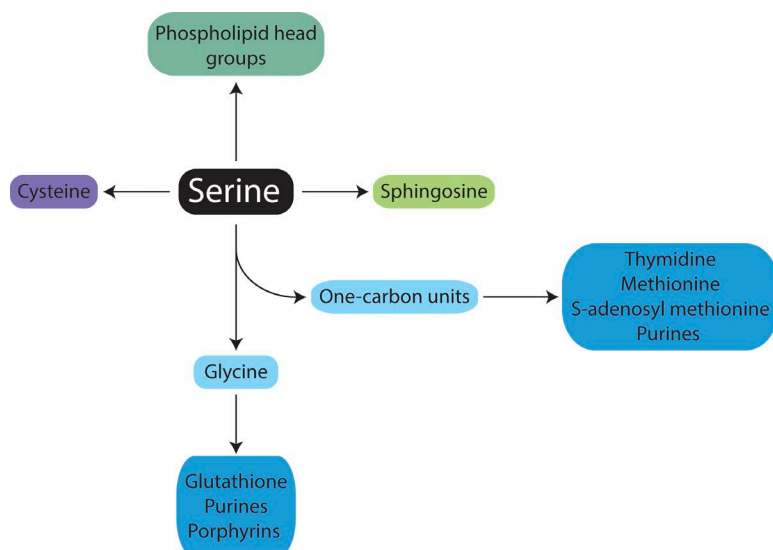 Phospholipid head
groups
Cysteine
Serine
Sphingosine
One-carbon units
Thymidine
Methionine
S-adenosyl methionine
Purines
Glycine
Glutathione
Purines
Porphyrins